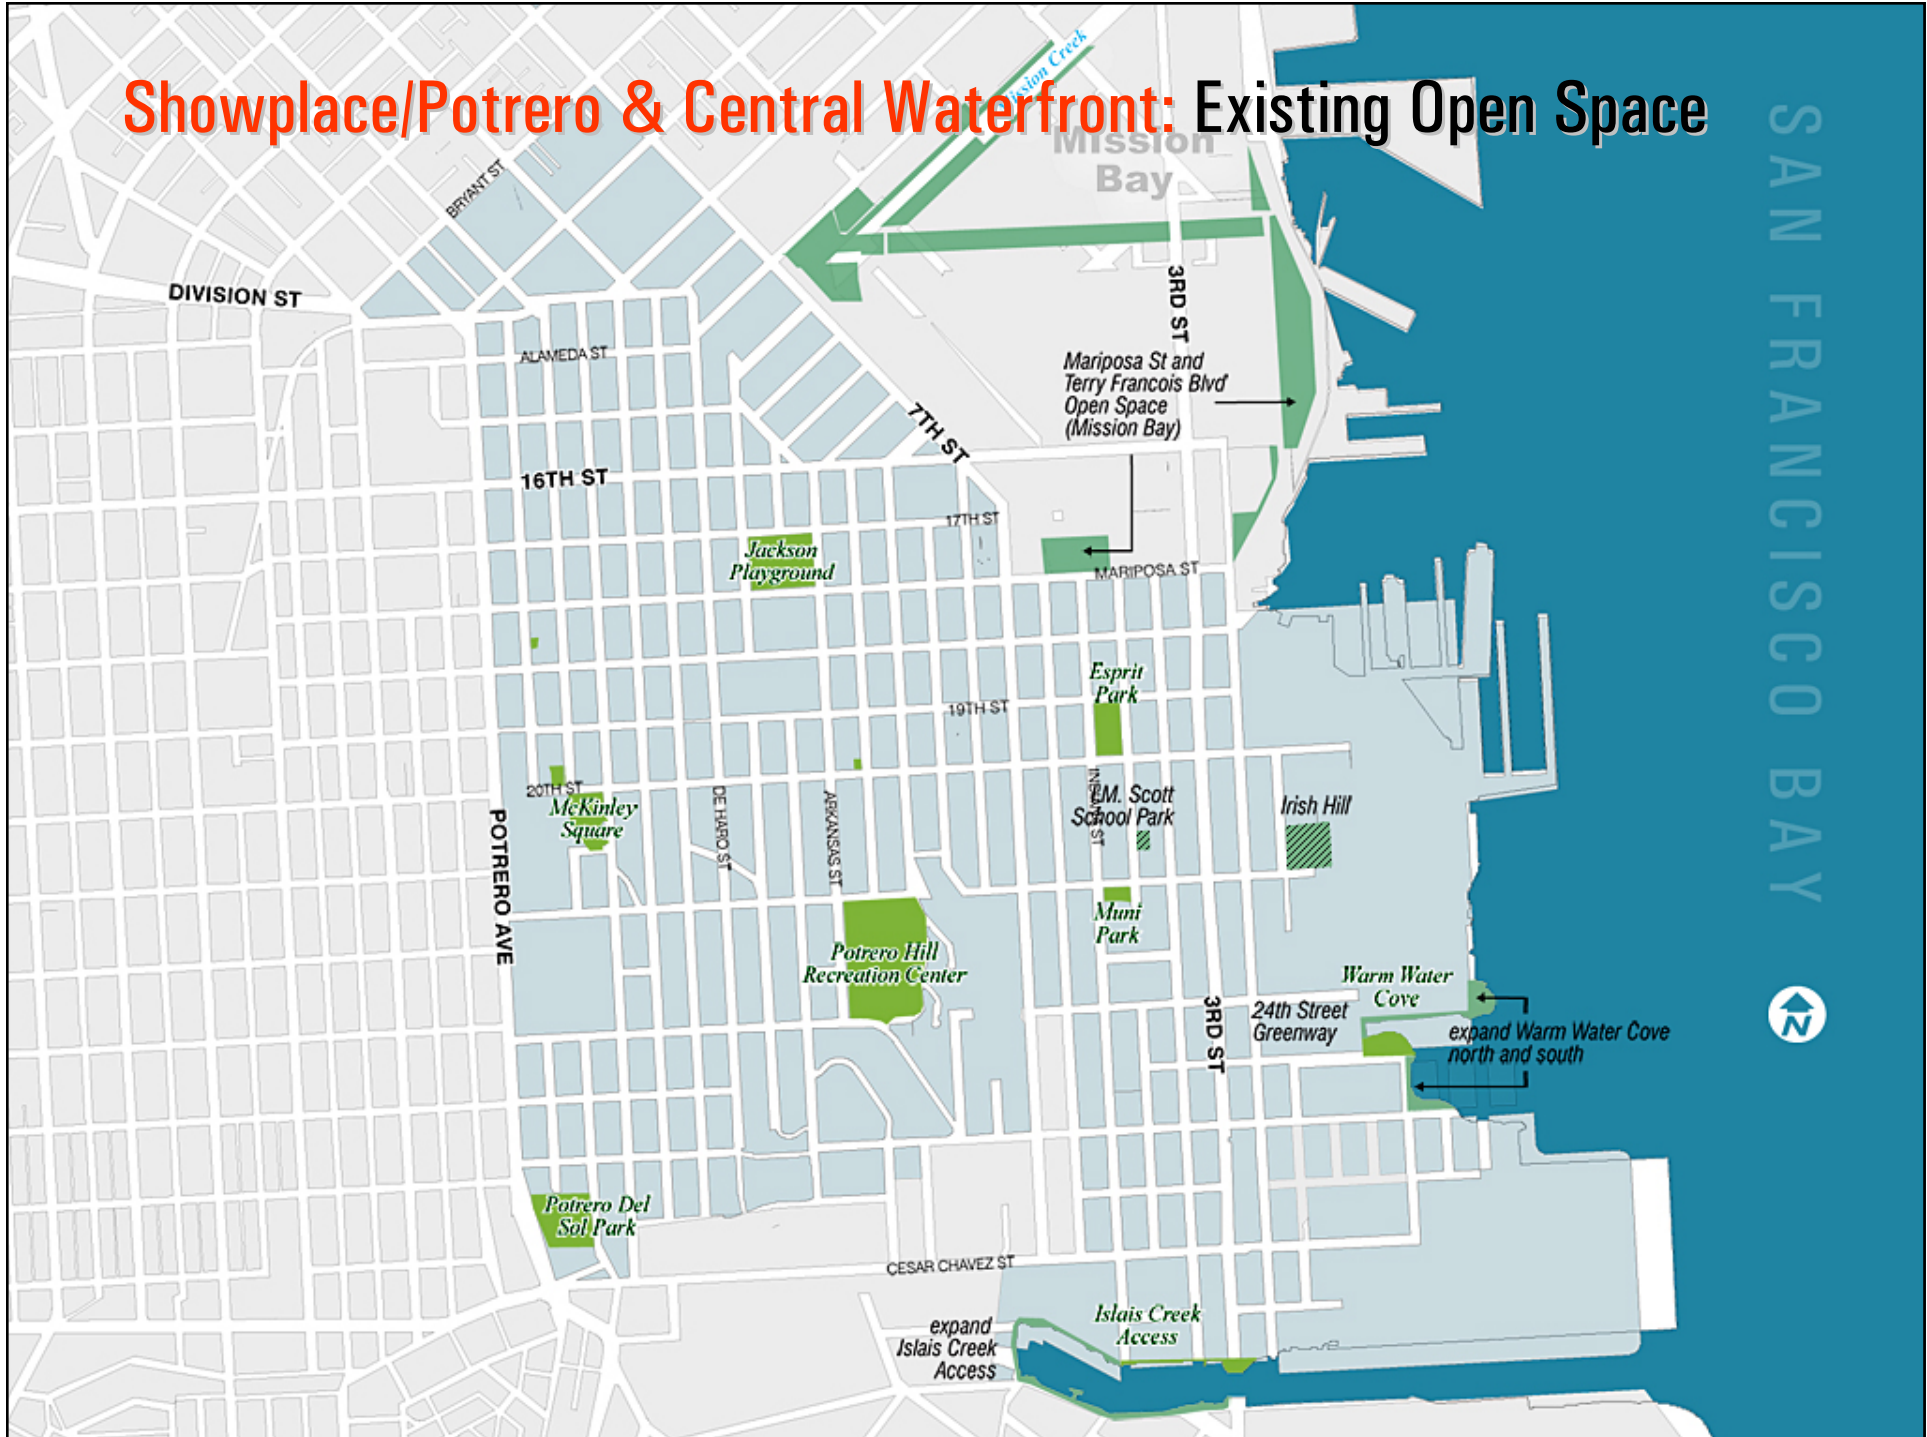 Showplace/Potrero & Central Waterfront: Existing Open Space
Mission Creek
Mission
Bay
SAN FRANCISCO BAY
BRYANT ST
DIVISION ST
3RD ST
ALAMEDA ST
Mariposa St and
Terry Francois Blvd
Open Space
(Mission Bay)
7TH ST
16TH ST
17TH ST
Jackson
Playground
MARIPOSA ST
Esprit
Park
19TH ST
20TH ST
McKinley
Square
POTRERO AVE
DE HARO ST
ARKANSAS ST
INDIANA ST
I.M. Scott
School Park
Irish Hill
Muni
Park
Potrero Hill
Recreation Center
Warm Water
Cove
3RD ST
24th Street
Greenway
N
expand Warm Water Cove
north and south
Potrero Del
Sol Park
CESAR CHAVEZ ST
expand
Islais Creek
Access
Islais Creek
Access